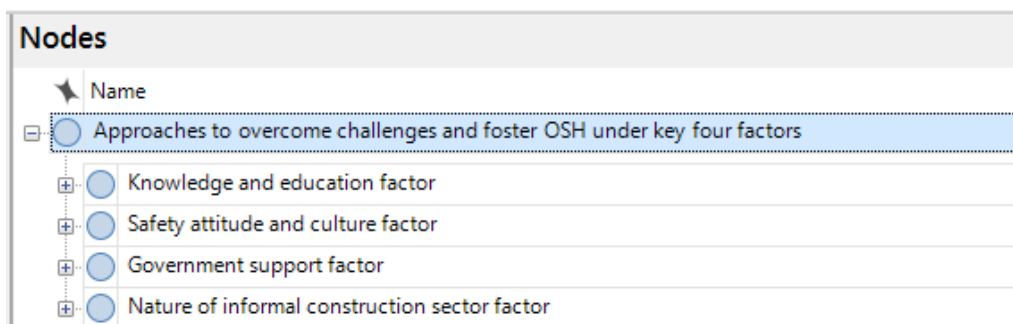 Nodes
Name
Approaches to overcome challenges and foster OSH under key four factors
Knowledge and education factor
Safety attitude and culture factor
Government support factor
Nature of informal construction sector factor